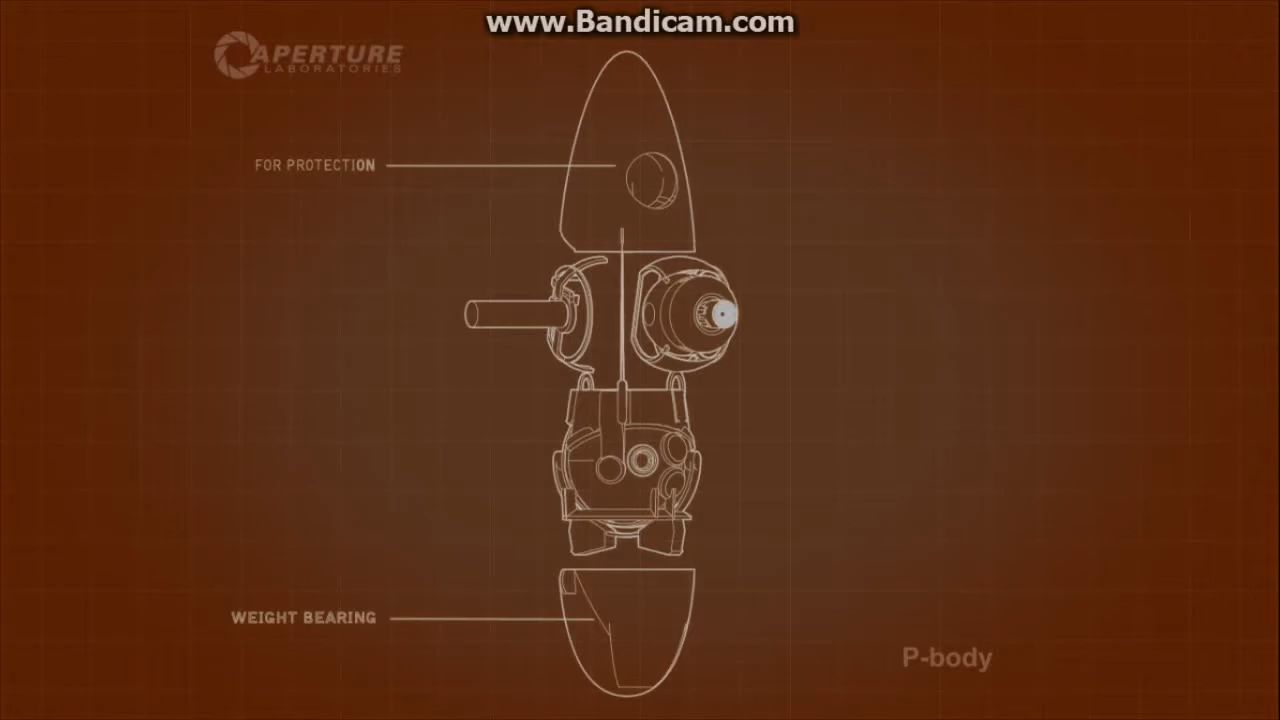 www.Bandicam.com
APERTURE
LABORATORIES
FOR PROTECTION
WEIGHT BEARING
P-body